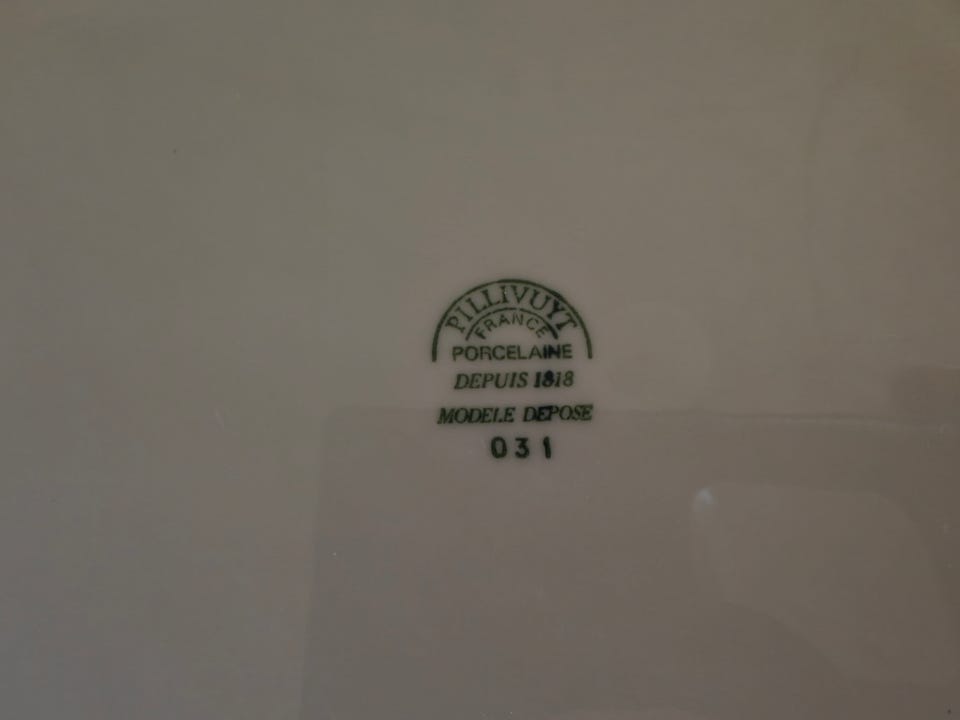 PILLIVUYT
FRANCE
PORCELAINE
DEPUIS 1818
MODELE DEPOSE
031